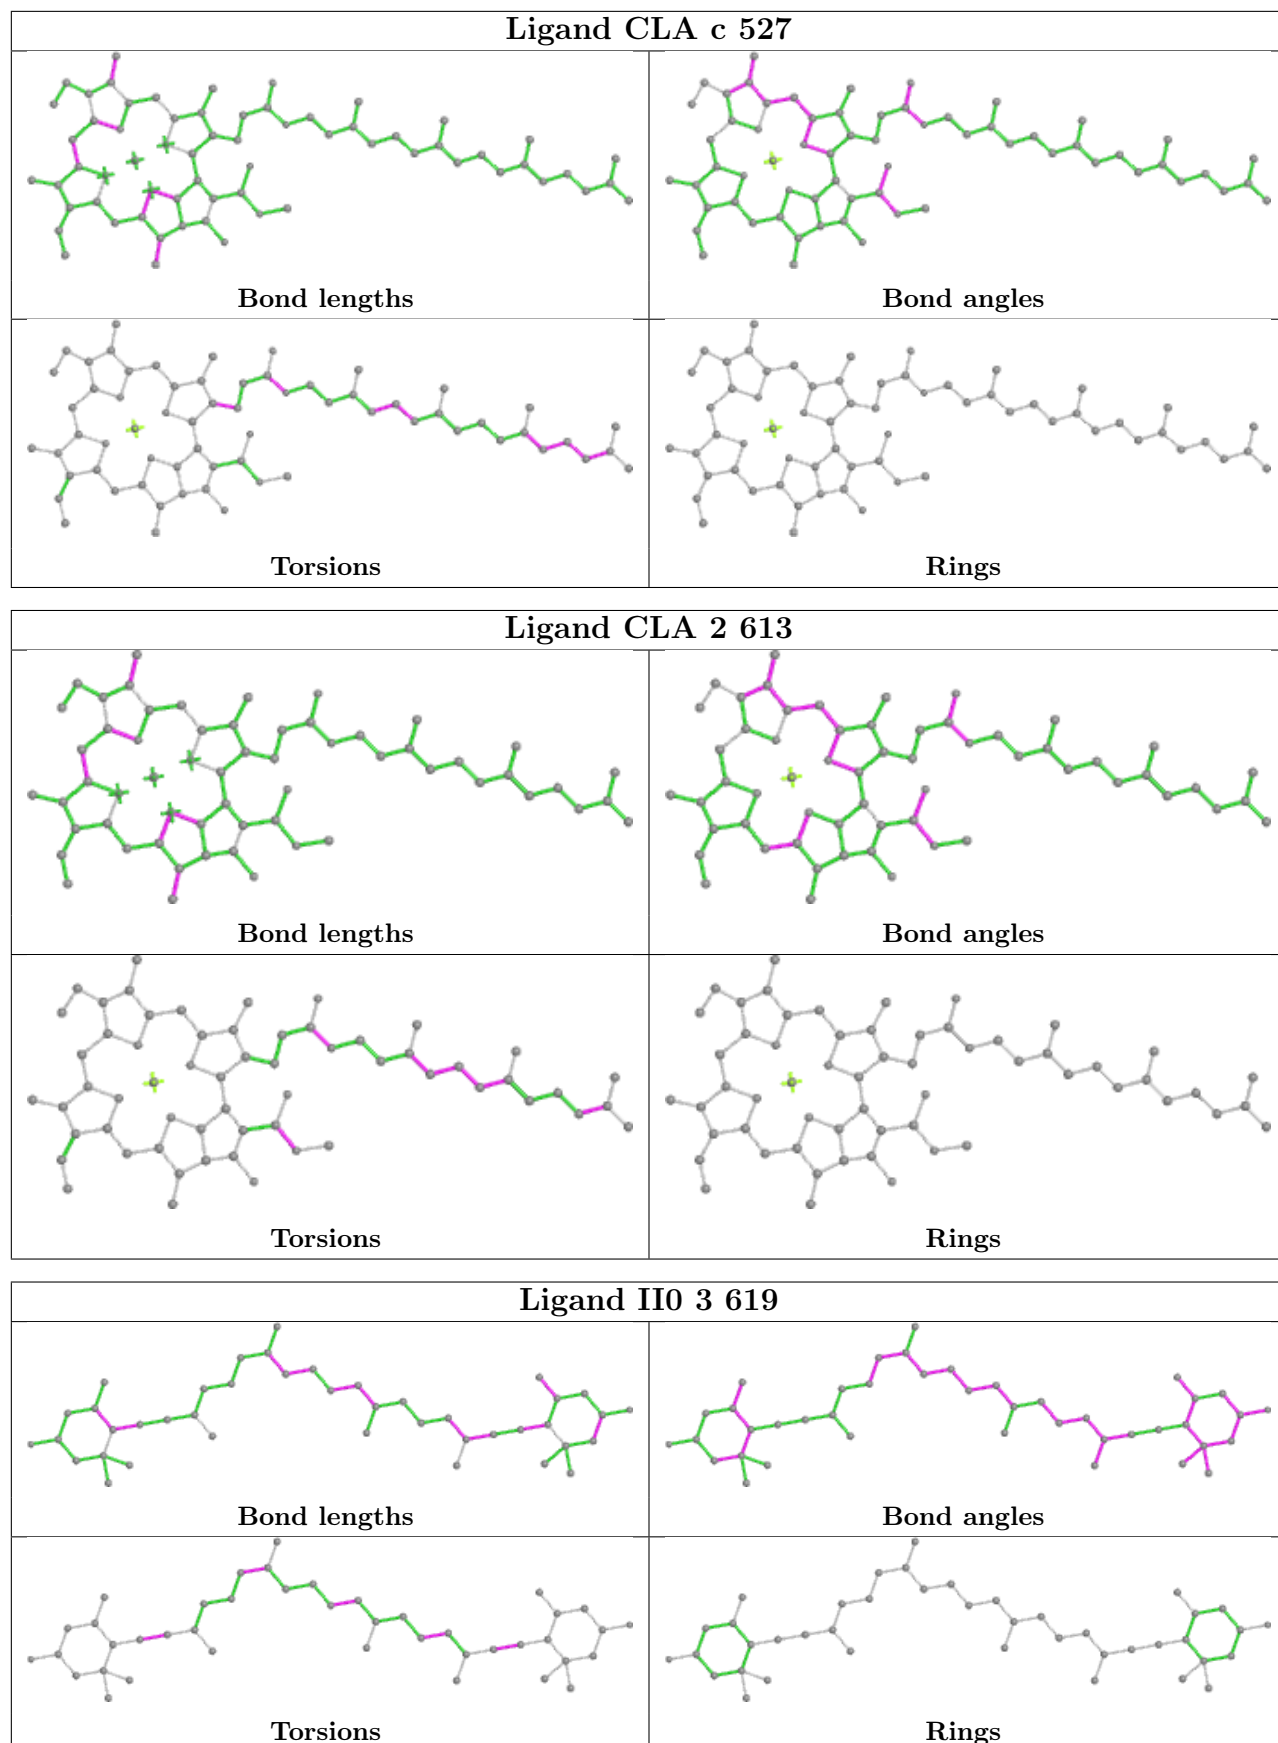 Ligand CLA c 527
Bond lengths
Bond angles
Torsions
Rings
Ligand CLA 2 613
Bond lengths
Bond angles
Torsions
Rings
Ligand II0 3 619
Bond lengths
Bond angles
Torsions
Rings